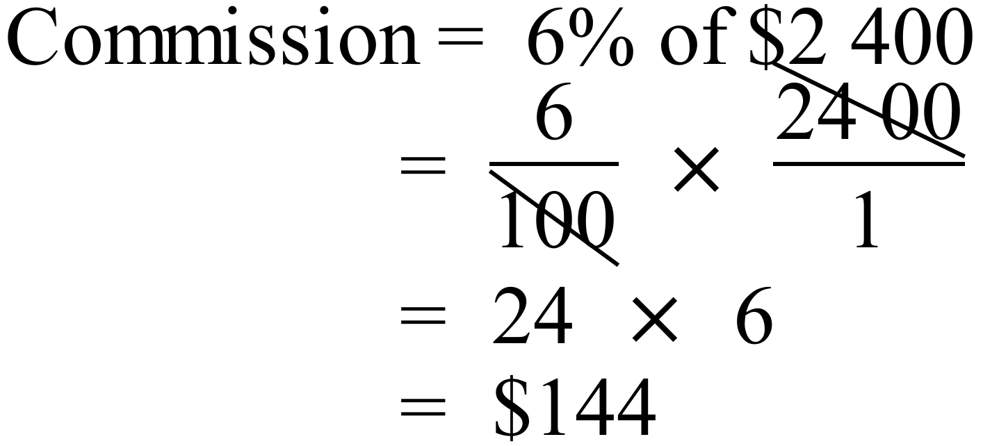 Commission = 6% of $2 400
= 6/100 × 24 00/1
= 24 × 6
= $144